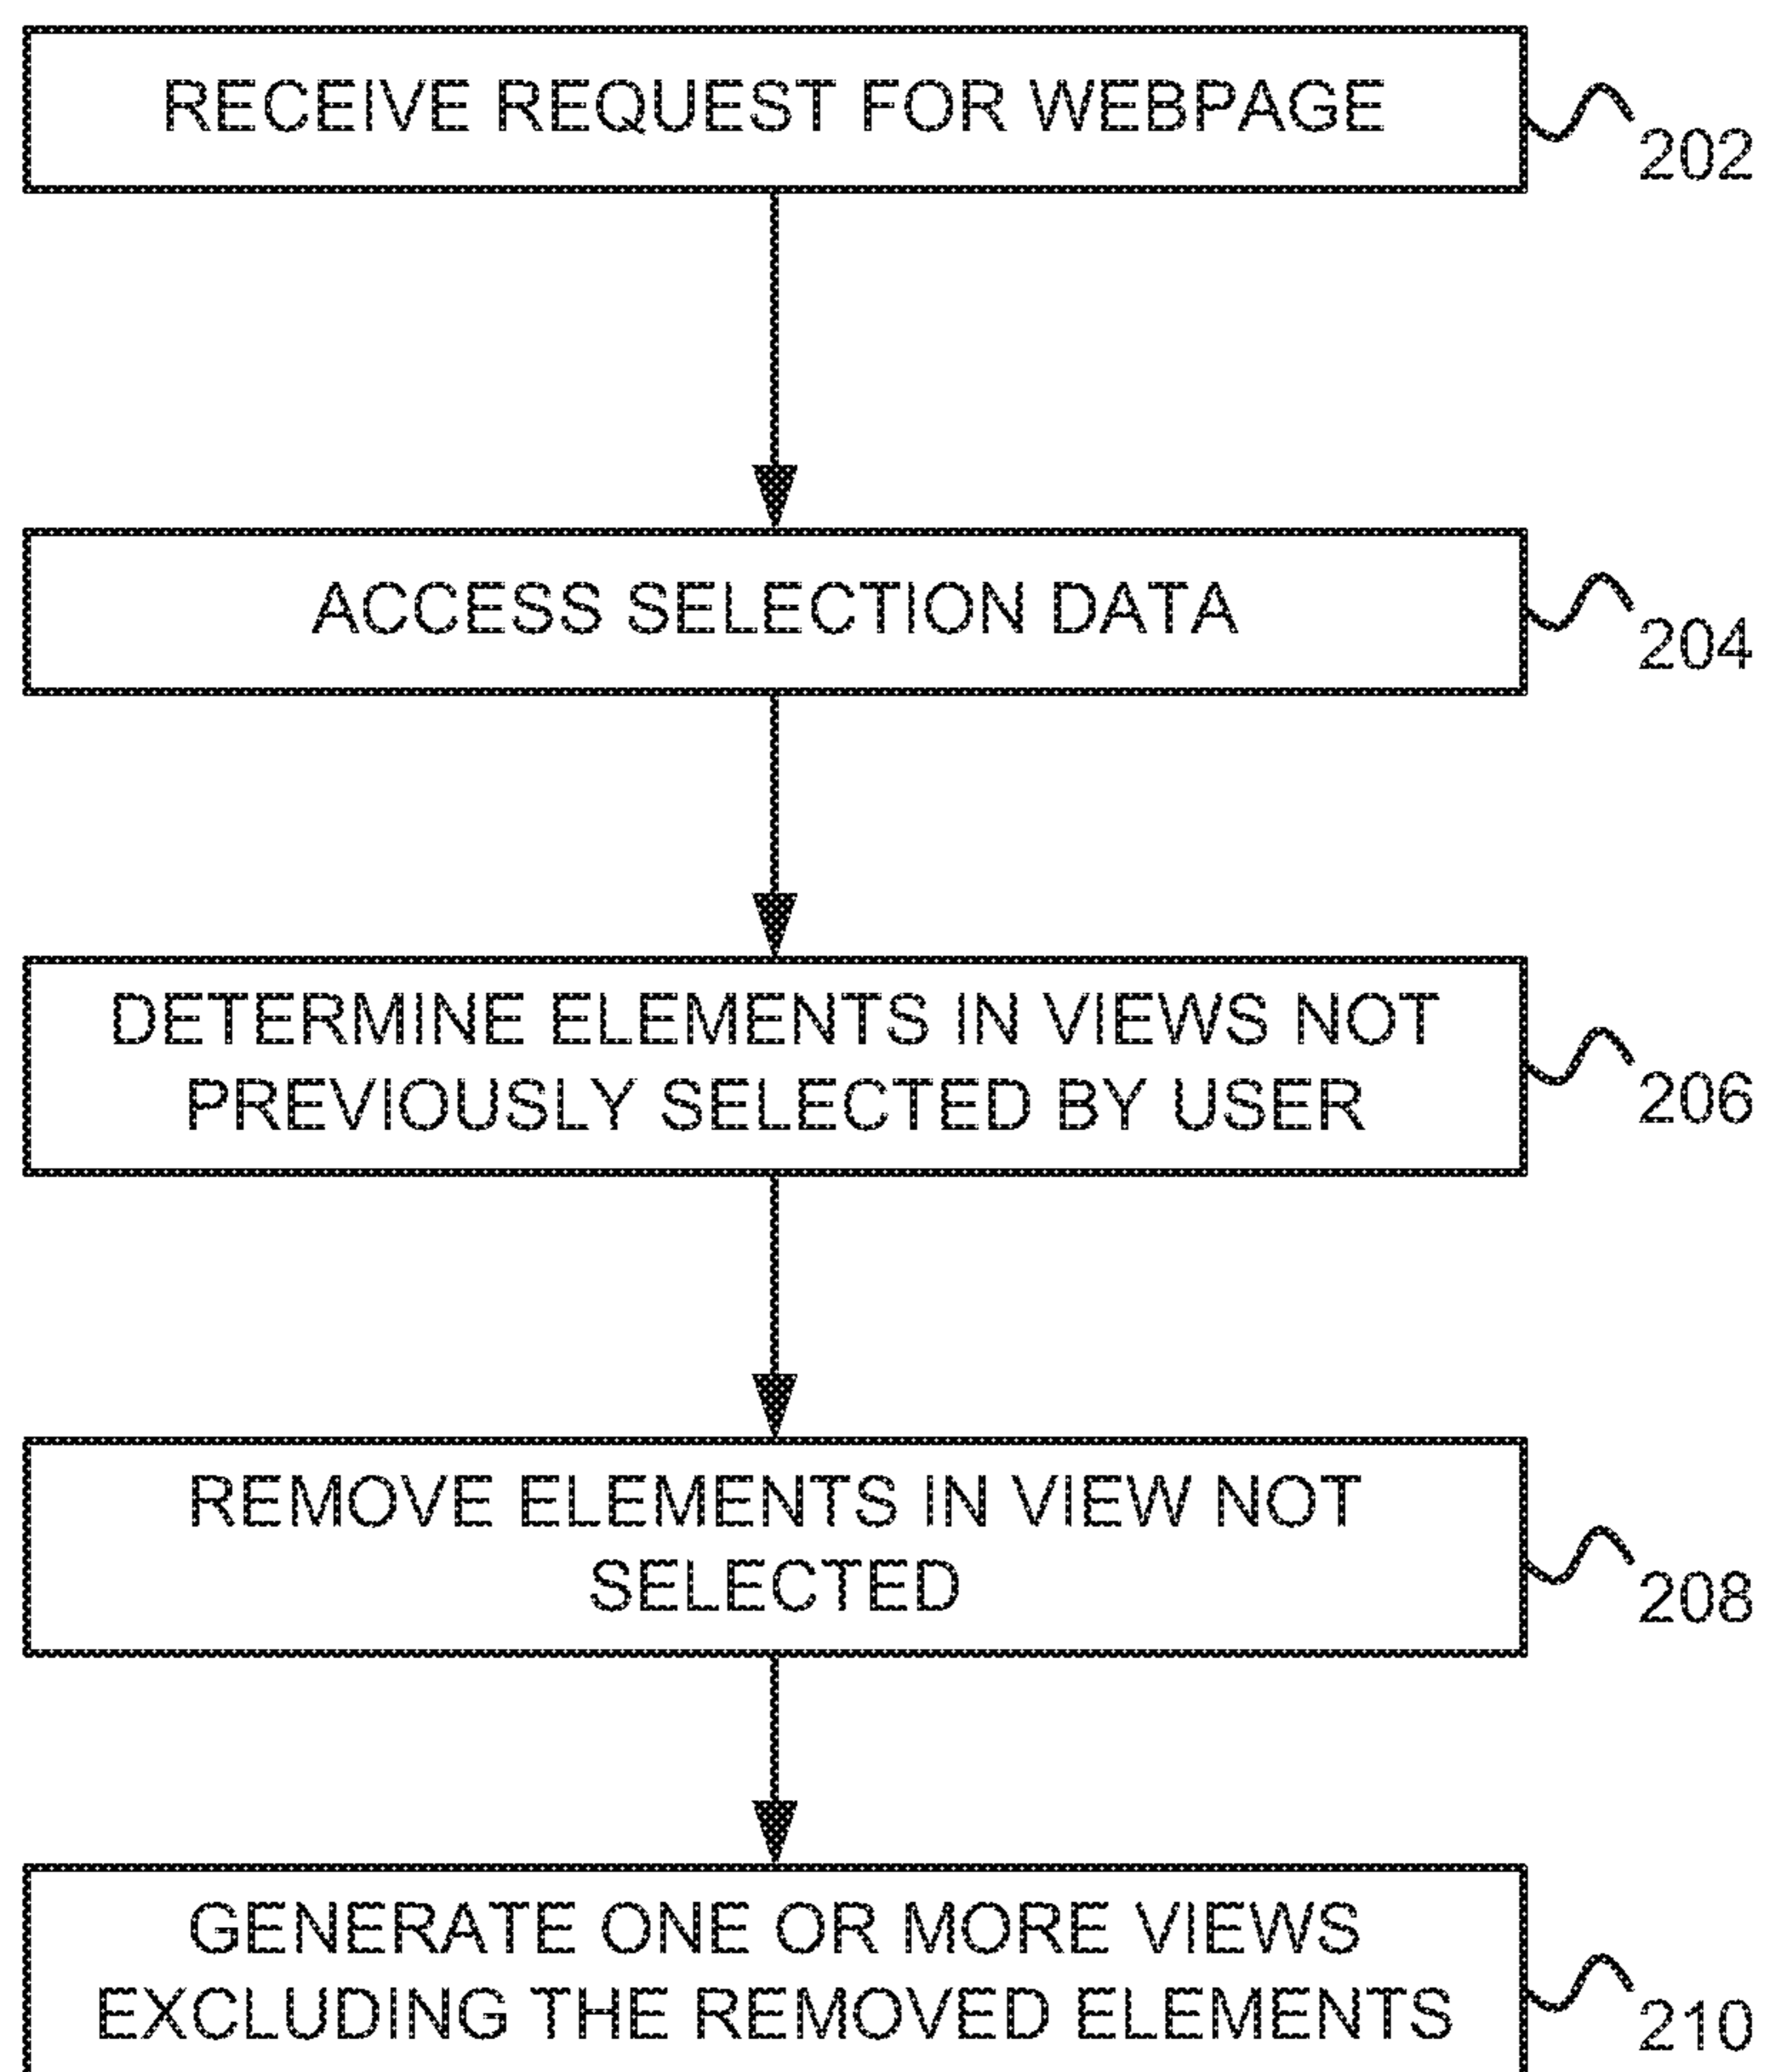 RECEIVE REQUEST FOR WEBPAGE
202
ACCESS SELECTION DATA
204
DETERMINE ELEMENTS IN VIEWS NOT
PREVIOUSLY SELECTED BY USER
206
REMOVE ELEMENTS IN VIEW NOT
SELECTED
208
GENERATE ONE OR MORE VIEWS
EXCLUDING THE REMOVED ELEMENTS
210